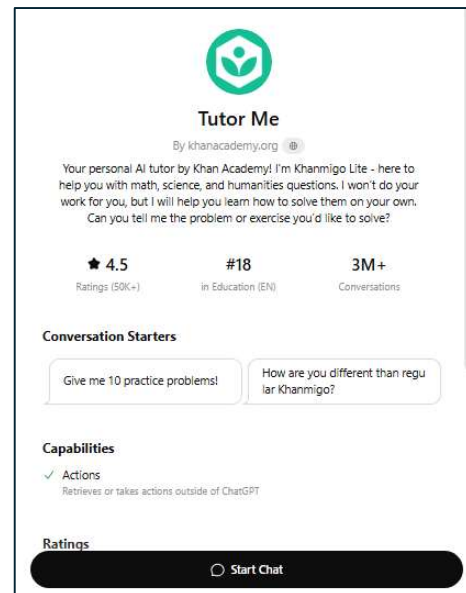 Tutor Me
By khanacademy.org
Your personal AI tutor by Khan Academy! I'm Khanmigo Lite - here to
help you with math, science, and humanities questions. I won't do your
work for you, but I will help you learn how to solve them on your own.
Can you tell me the problem or exercise you'd like to solve?
★ 4.5 #18 3M+
Ratings (50K+) in Education (EN) Conversations
Conversation Starters
Give me 10 practice problems!
How are you different than regu
lar Khanmigo?
Capabilities
✓ Actions
Retrieves or takes actions outside of ChatGPT
Ratings
Start Chat